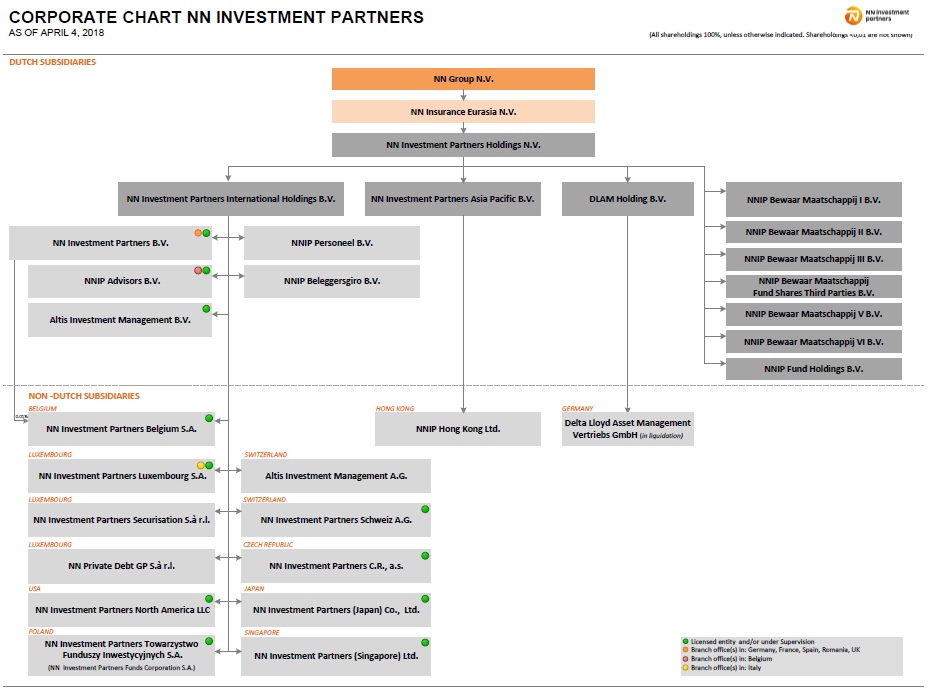 CORPORATE CHART NN INVESTMENT PARTNERS
AS OF APRIL 4, 2018
NN investment
partners
(All shareholdings 100%, unless otherwise indicated. Shareholdings <0,01 are not shown)
DUTCH SUBSIDIARIES
NN Group N.V.
NN Insurance Eurasia N.V.
NN Investment Partners Holdings N.V.
NN Investment Partners International Holdings B.V.
NN Investment Partners Asia Pacific B.V.
DLAM Holding B.V.
NNIP Bewaar Maatschappij I B.V.
NNIP Bewaar Maatschappij II B.V.
NNIP Bewaar Maatschappij III B.V.
NNIP Bewaar Maatschappij
Fund Shares Third Parties B.V.
NNIP Bewaar Maatschappij V B.V.
NNIP Bewaar Maatschappij VI B.V.
NNIP Fund Holdings B.V.
NN Investment Partners B.V.
NNIP Personeel B.V.
NNIP Advisors B.V.
NNIP Beleggersgiro B.V.
Altis Investment Management B.V.
NON -DUTCH SUBSIDIARIES
BELGIUM
NN Investment Partners Belgium S.A.
HONG KONG
NNIP Hong Kong Ltd.
GERMANY
Delta Lloyd Asset Management
Vertriebs GmbH (in liquidation)
LUXEMBOURG
NN Investment Partners Luxembourg S.A.
SWITZERLAND
Altis Investment Management A.G.
LUXEMBOURG
NN Investment Partners Securisation S.à r.l.
SWITZERLAND
NN Investment Partners Schweiz A.G.
LUXEMBOURG
NN Private Debt GP S.à r.l.
CZECH REPUBLIC
NN Investment Partners C.R., a.s.
USA
NN Investment Partners North America LLC
JAPAN
NN Investment Partners (Japan) Co., Ltd.
POLAND
NN Investment Partners Towarzystwo
Funduszy Inwestycyjnych S.A.
(NN Investment Partners Funds Corporation S.A.)
SINGAPORE
NN Investment Partners (Singapore) Ltd.
Licensed entity and/or under Supervision
Branch office(s) in: Germany, France, Spain, Romania, UK
Branch office(s) in: Belgium
Branch office(s) in: Italy